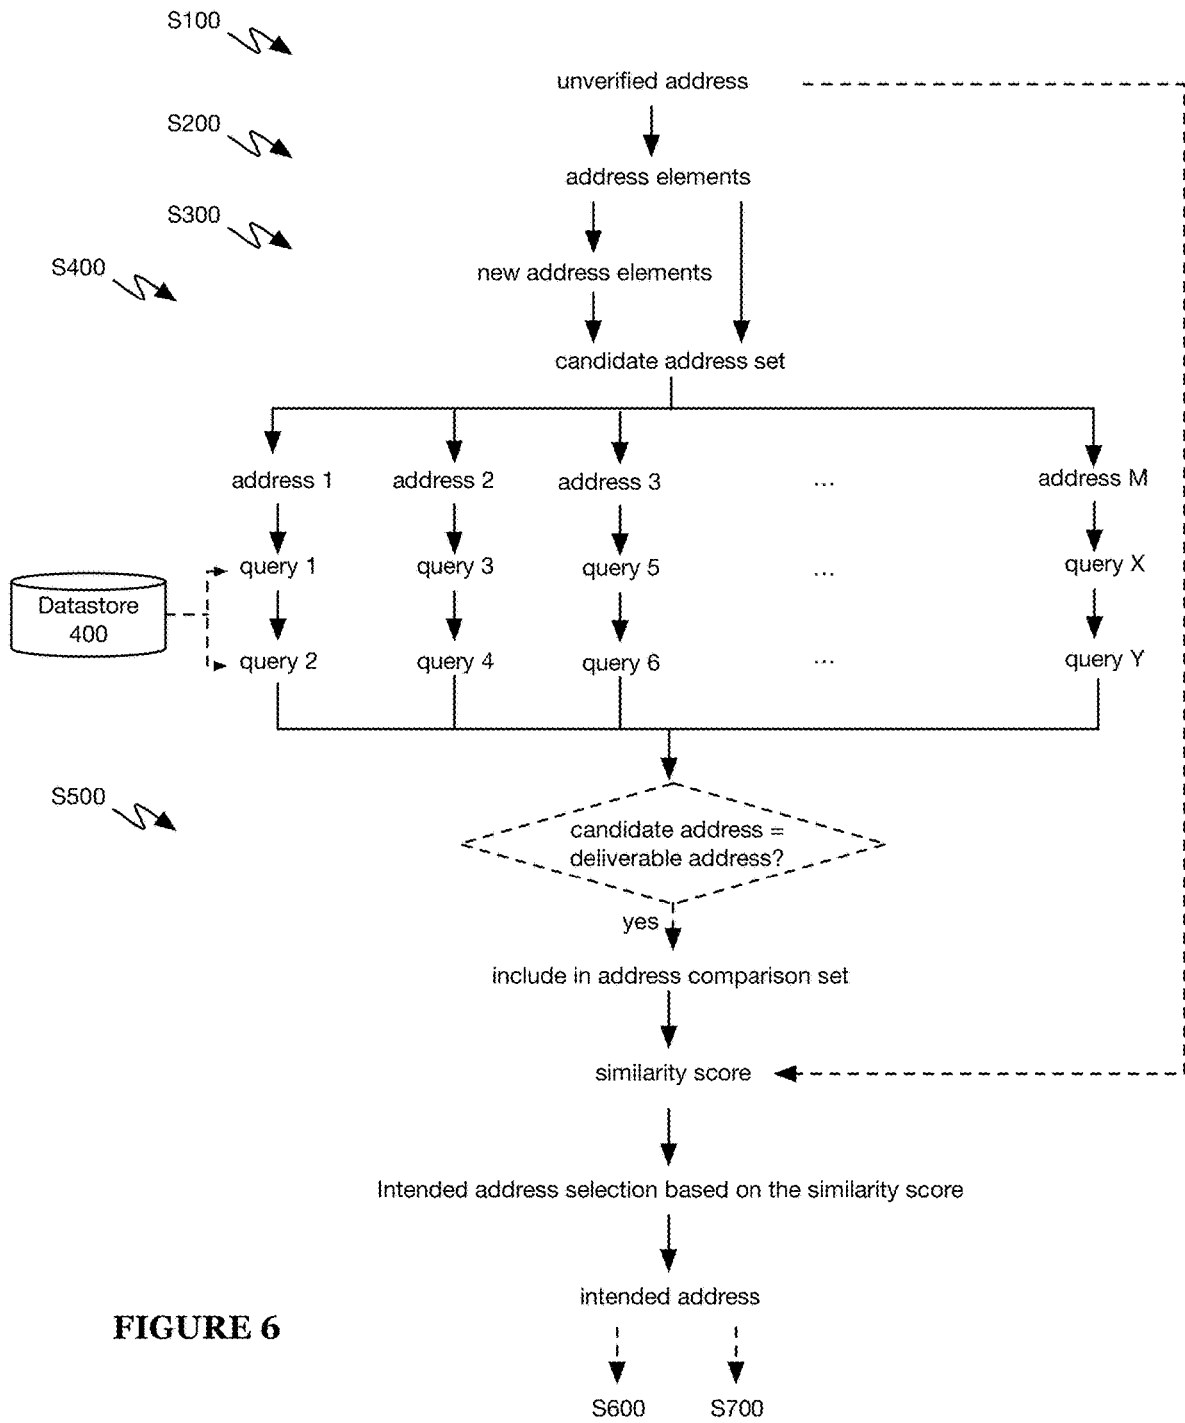 S100
unverified address
S200
address elements
S300
new address elements
S400
candidate address set
address 1
address 2
address 3
...
address M
query 1
query 3
query 5
...
query X
Datastore
400
query 2
query 4
query 6
...
query Y
S500
candidate address =
deliverable address?
yes
include in address comparison set
similarity score
Intended address selection based on the similarity score
intended address
FIGURE 6
S600
S700